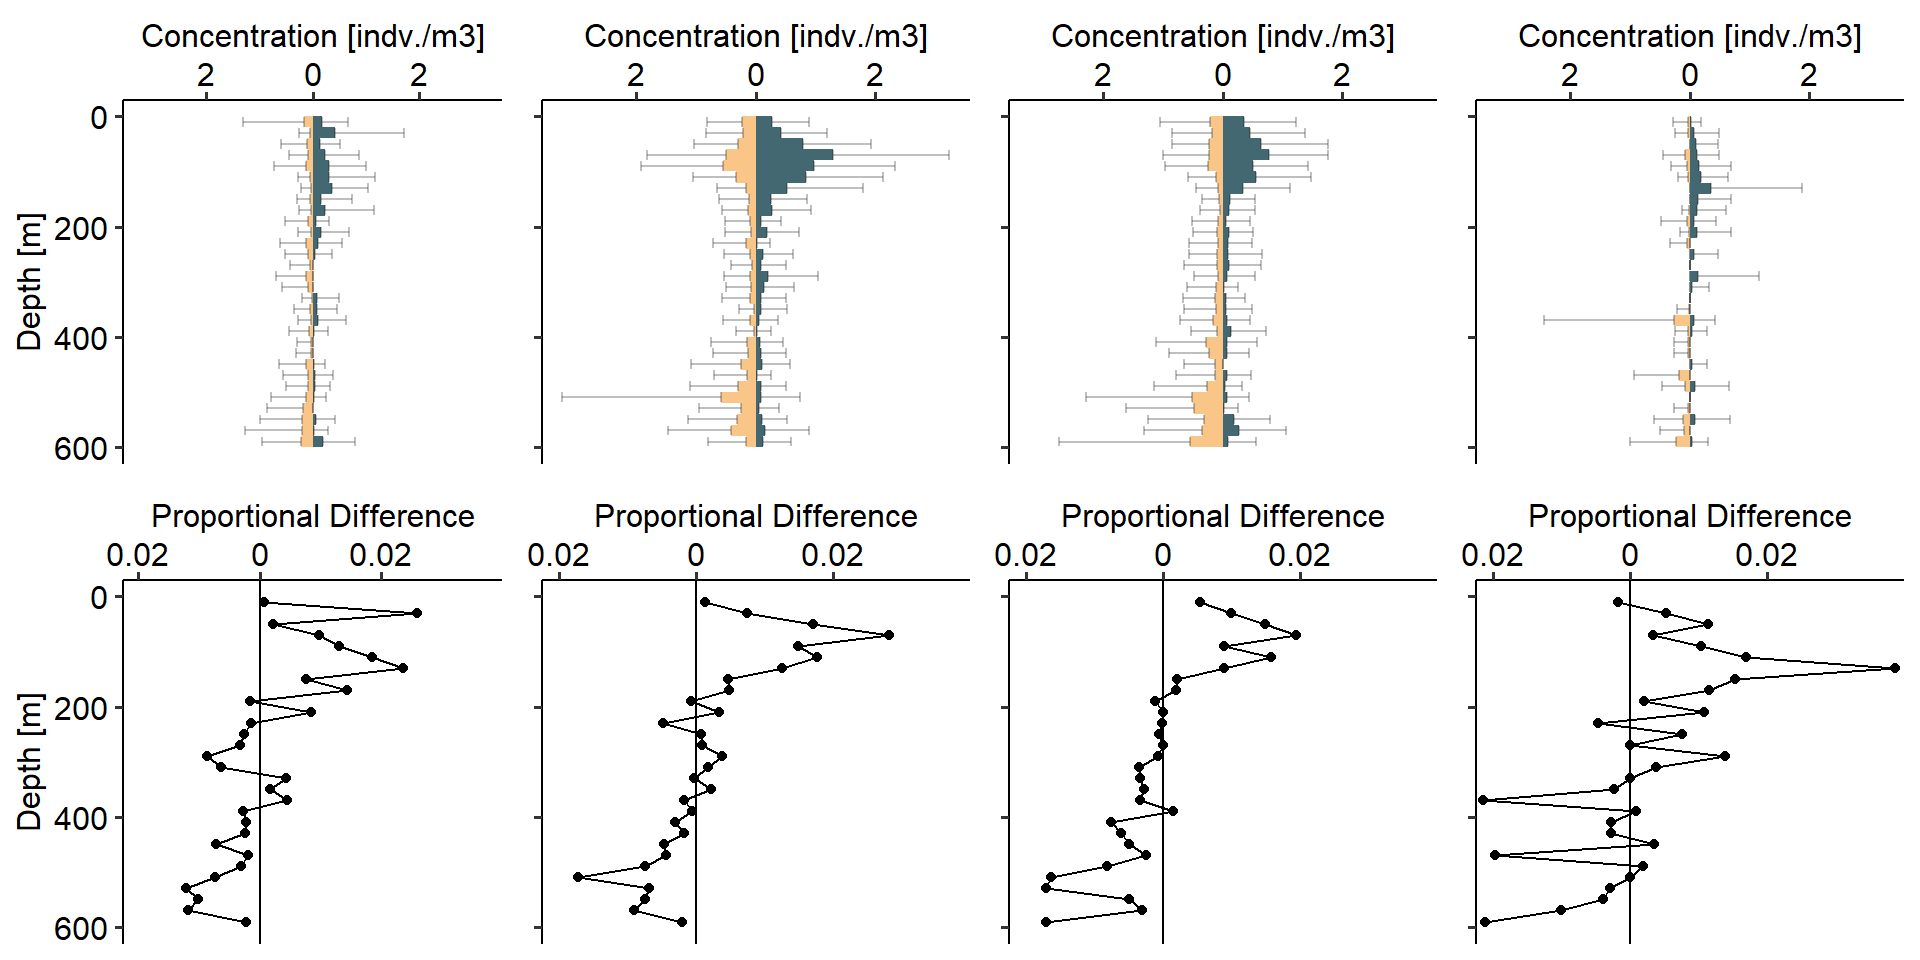 Concentration [indv./m3] Concentration [indv./m3] Concentration [indv./m3] Concentration [indv./m3]
2 0 2 2 0 2 2 0 2 2 0 2
0
200
400
600
Depth [m]
Proportional Difference Proportional Difference Proportional Difference Proportional Difference
0.02 0 0.02 0.02 0 0.02 0.02 0 0.02 0.02 0 0.02
0
200
400
600
Depth [m]